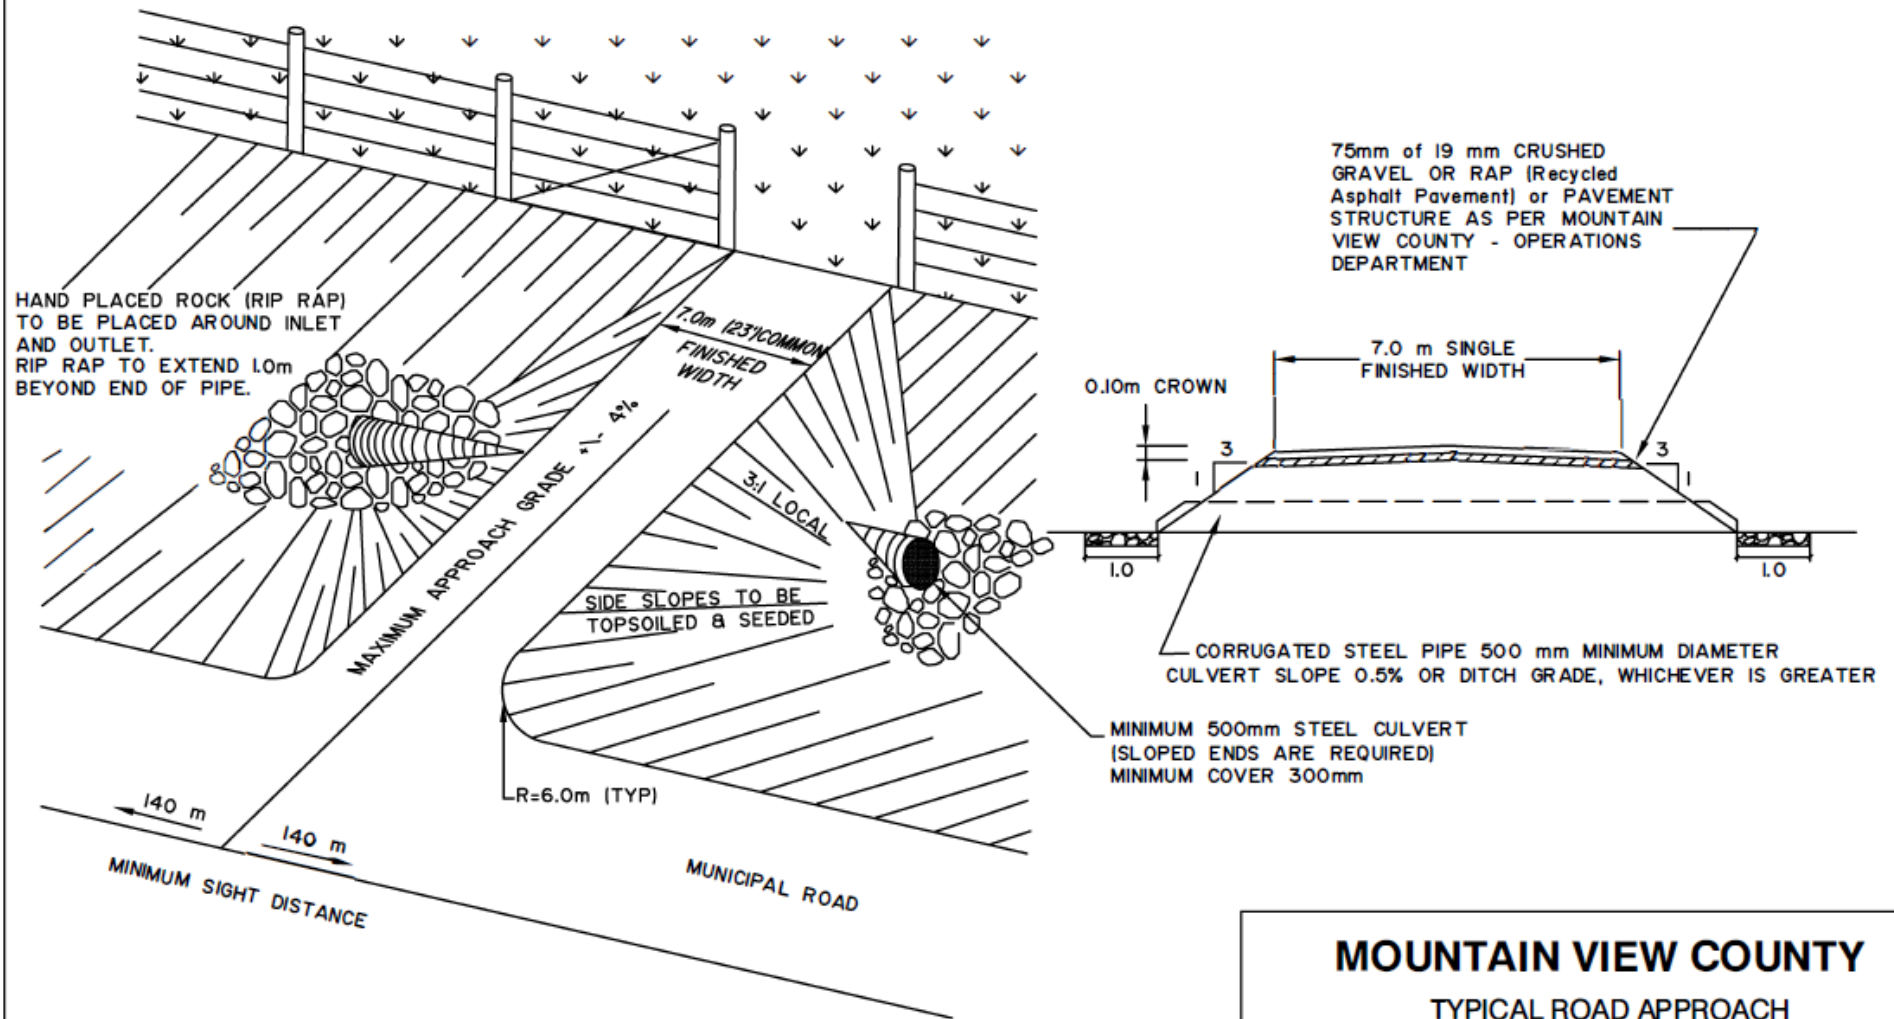 75mm of 19 mm CRUSHED
GRAVEL OR RAP (Recycled
Asphalt Pavement) or PAVEMENT
STRUCTURE AS PER MOUNTAIN
VIEW COUNTY - OPERATIONS
DEPARTMENT
HAND PLACED ROCK (RIP RAP)
TO BE PLACED AROUND INLET
AND OUTLET.
RIP RAP TO EXTEND 1.0m
BEYOND END OF PIPE.
7.0m (23')COMMON
FINISHED
WIDTH
MAXIMUM APPROACH GRADE +\- 4%
3:1 LOCAL
SIDE SLOPES TO BE
TOPSOILED & SEEDED
7.0 m SINGLE
FINISHED WIDTH
0.10m CROWN
3
1
3
1
1.0
1.0
CORRUGATED STEEL PIPE 500 mm MINIMUM DIAMETER
CULVERT SLOPE 0.5% OR DITCH GRADE, WHICHEVER IS GREATER
MINIMUM 500mm STEEL CULVERT
(SLOPED ENDS ARE REQUIRED)
MINIMUM COVER 300mm
R=6.0m (TYP)
140 m
140 m
MINIMUM SIGHT DISTANCE
MUNICIPAL ROAD
MOUNTAIN VIEW COUNTY
TYPICAL ROAD APPROACH